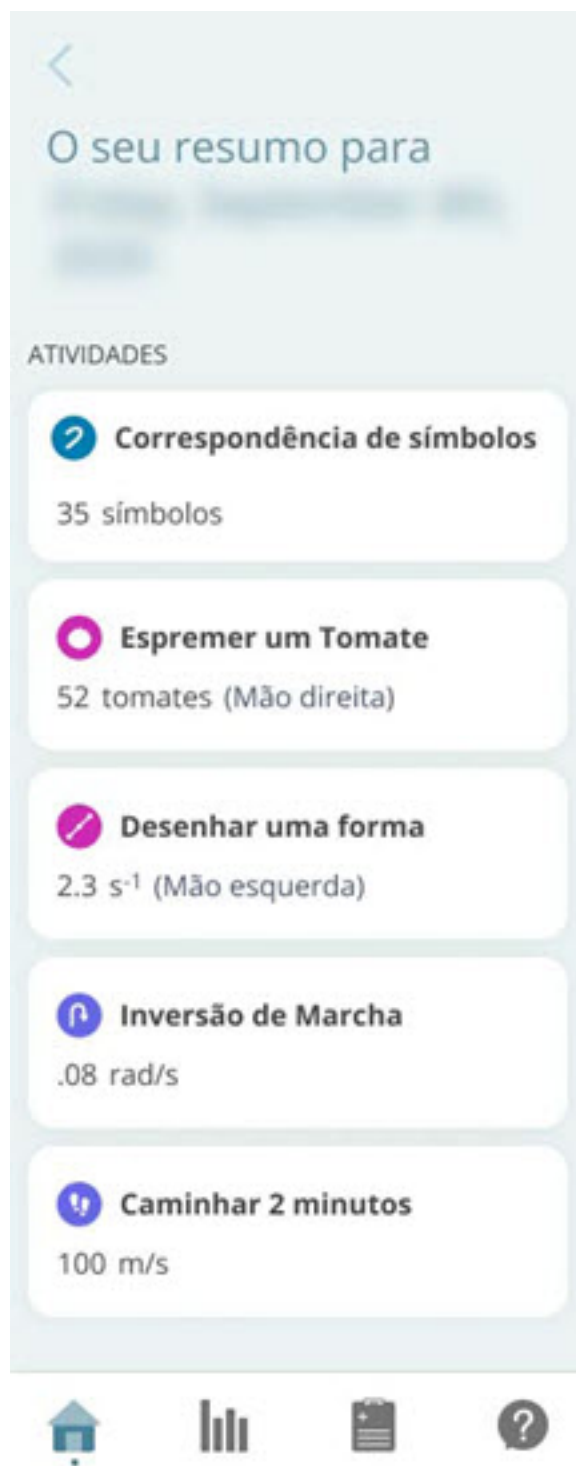 O seu resumo para
ATIVIDADES
Correspondência de símbolos
35 símbolos
Espremer um Tomate
52 tomates (Mão direita)
Desenhar uma forma
2.3 s-1 (Mão esquerda)
Inversão de Marcha
.08 rad/s
Caminhar 2 minutos
100 m/s